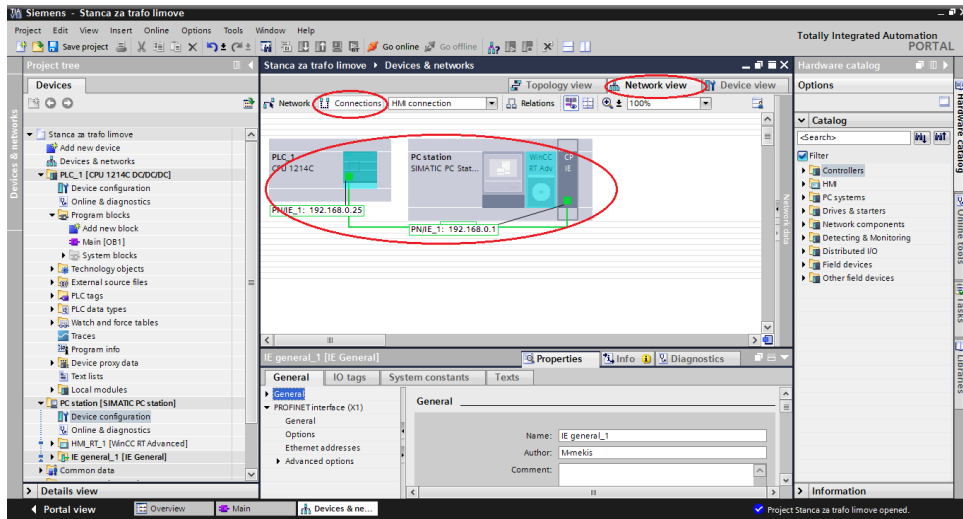 Siemens - Stanca za trafo limove
Project Edit View Insert Online Options Tools Window Help
Totally Integrated Automation
PORTAL
Save project
Go online
Go offline
Project tree
Devices
Devices & networks
Stanca za trafo limove
Add new device
Devices & networks
PLC_1 [CPU 1214C DC/DC/DC]
Device configuration
Online & diagnostics
Program blocks
Add new block
Main [OB1]
System blocks
Technology objects
External source files
PLC tags
PLC data types
Watch and force tables
Traces
Program info
Device proxy data
Text lists
Local modules
PC station [SIMATIC PC station]
Device configuration
Online & diagnostics
HMI_RT_1 [WinCC RT Advanced]
IE general_1 [IE General]
Common data
Details view
Stanca za trafo limove
Devices & networks
Topology view
Network view
Device view
Network
Connections
HMI connection
Relations
100%
PLC_1
CPU 1214C
PN/IE_1: 192.168.0.25
PC station
SIMATIC PC Stat...
WinCC RT Adv
CP IE
PN/IE_1: 192.168.0.1
Network data
IE general_1 [IE General]
Properties
Info
Diagnostics
General
IO tags
System constants
Texts
General
PROFINET interface (X1)
General
Options
Ethernet addresses
Advanced options
General
Name: IE general_1
Author: M-mekis
Comment:
Hardware catalog
Options
Catalog
<Search>
Filter
Controllers
HMI
PC systems
Drives & starters
Network components
Detecting & Monitoring
Distributed I/O
Field devices
Other field devices
Information
Hardware catalog
Online tools
Tasks
Libraries
Portal view
Overview
Main
Devices & ne...
Project Stanca za trafo limove opened.